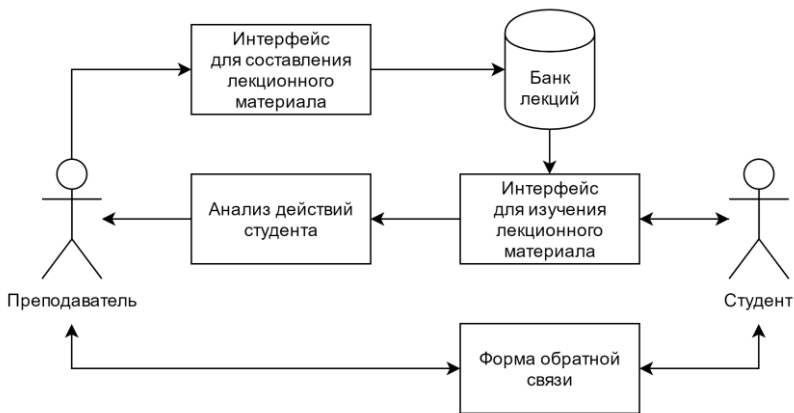 Интерфейс
для составления
лекционного
материала
Банк
лекций
Анализ действий
студента
Интерфейс
для изучения
лекционного
материала
Преподаватель
Студент
Форма обратной
связи